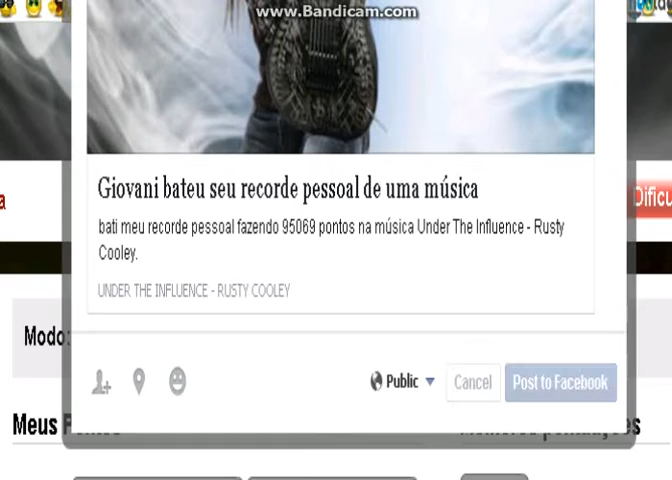 www.Bandicam.com
Giovani bateu seu recorde pessoal de uma música
Dificu
bati meu recorde pessoal fazendo 95069 pontos na música Under The Influence - Rusty
Cooley.
UNDER THE INFLUENCE - RUSTY COOLEY
Modo:
Public Cancel Post to Facebook
Meus